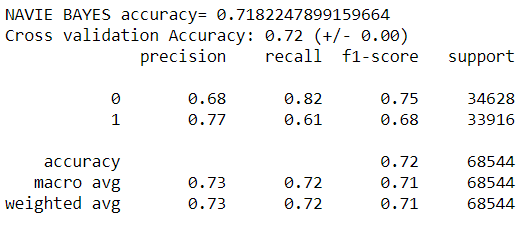 NAVIE BAYES accuracy= 0.7182247899159664
Cross validation Accuracy: 0.72 (+/- 0.00)
precision recall f1-score support
0 0.68 0.82 0.75 34628
1 0.77 0.61 0.68 33916
accuracy 0.72 68544
macro avg 0.73 0.72 0.71 68544
weighted avg 0.73 0.72 0.71 68544